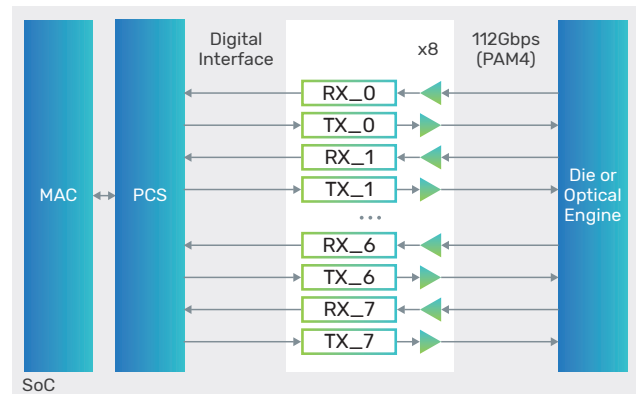 Digital
Interface
x8
112Gbps
(PAM4)
MAC
PCS
RX_0
TX_0
RX_1
TX_1
...
RX_6
TX_6
RX_7
TX_7
Die or
Optical
Engine
SoC